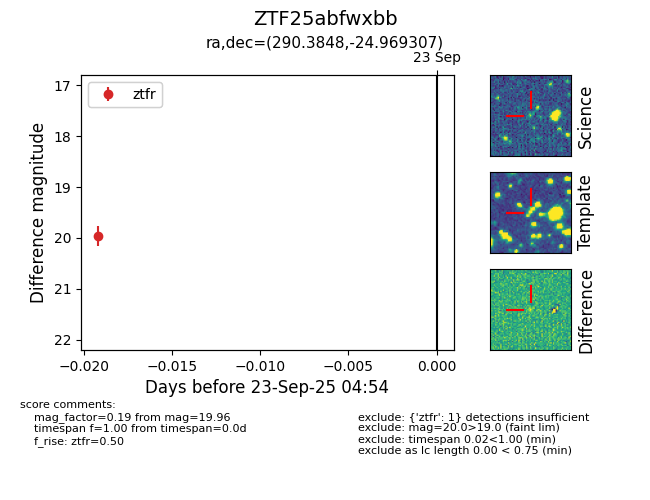 ZTF25abfwxbb
ra,dec=(290.3848,-24.969307)
23 Sep
ztfr
17
18
19
20
21
22
Difference magnitude
−0.020
−0.015
−0.010
−0.005
0.000
Days before 23-Sep-25 04:54
Science
Template
Difference
score comments:
mag_factor=0.19 from mag=19.96
timespan f=1.00 from timespan=0.0d
f_rise: ztfr=0.50
exclude: {'ztfr': 1} detections insufficient
exclude: mag=20.0>19.0 (faint lim)
exclude: timespan 0.02<1.00 (min)
exclude as lc length 0.00 < 0.75 (min)